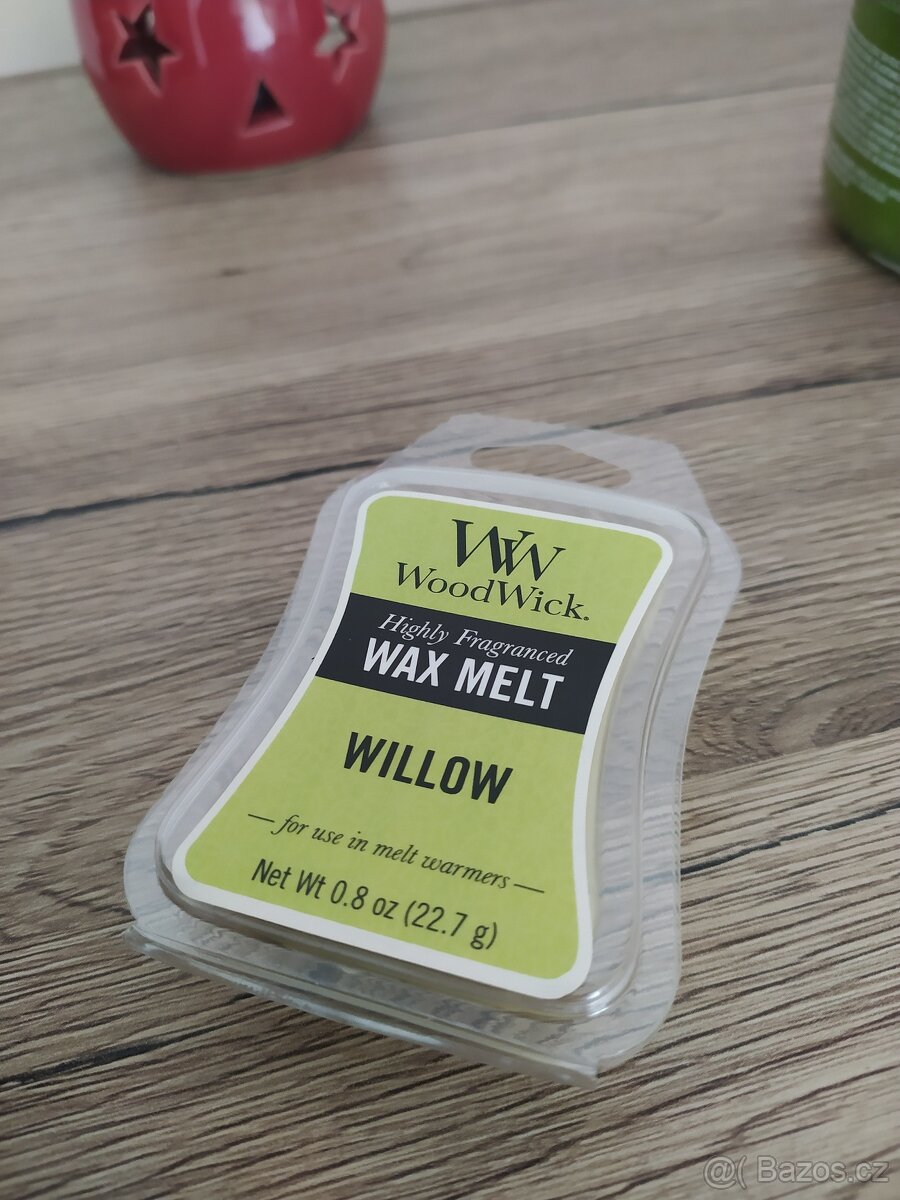 WW
WoodWick.
Highly Fragranced
WAX MELT
WILLOW
— for use in melt warmers —
Net Wt 0.8 oz (22.7 g)
@( Bazos.cz